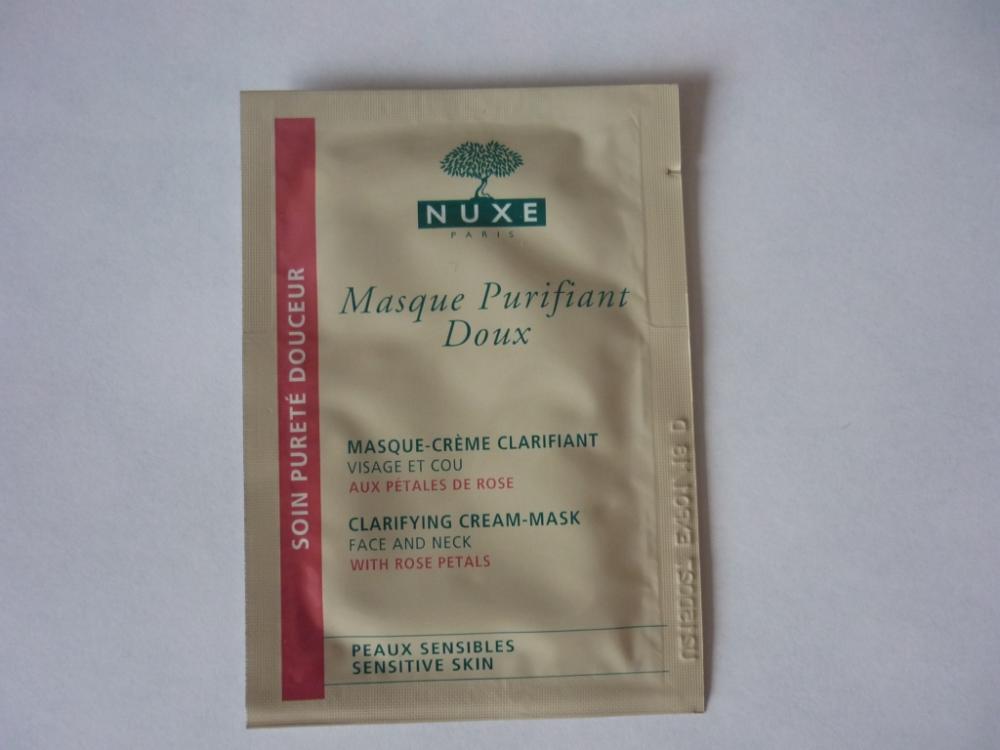 NUXE
PARIS
Masque Purifiant
Doux
SOIN PURETÉ DOUCEUR
MASQUE-CRÈME CLARIFIANT
VISAGE ET COU
AUX PÉTALES DE ROSE
CLARIFYING CREAM-MASK
FACE AND NECK
WITH ROSE PETALS
PEAUX SENSIBLES
SENSITIVE SKIN